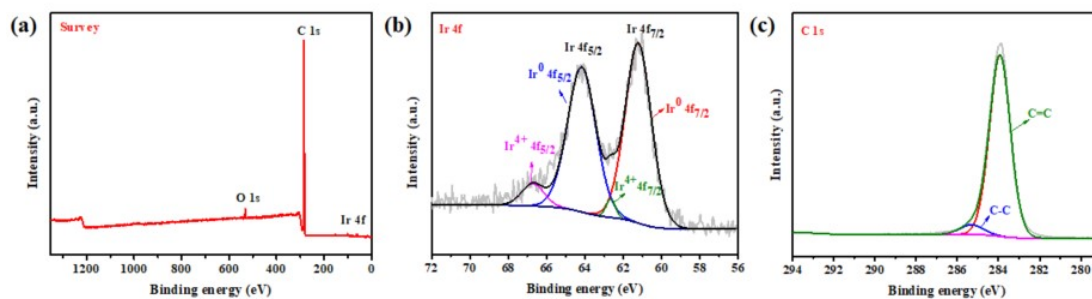 (a)
Survey
C 1s
O 1s
Ir 4f
Intensity (a.u.)
1200 1000 800 600 400 200 0
Binding energy (eV)
(b)
Ir 4f
Ir 4f5/2
Ir 4f7/2
Ir⁰ 4f5/2
Ir⁰ 4f7/2
Ir⁴⁺ 4f5/2
Ir⁴⁺ 4f7/2
Intensity (a.u.)
72 70 68 66 64 62 60 58 56
Binding energy (eV)
(c)
C 1s
C=C
C-C
Intensity (a.u.)
294 292 290 288 286 284 282 280
Binding energy (eV)